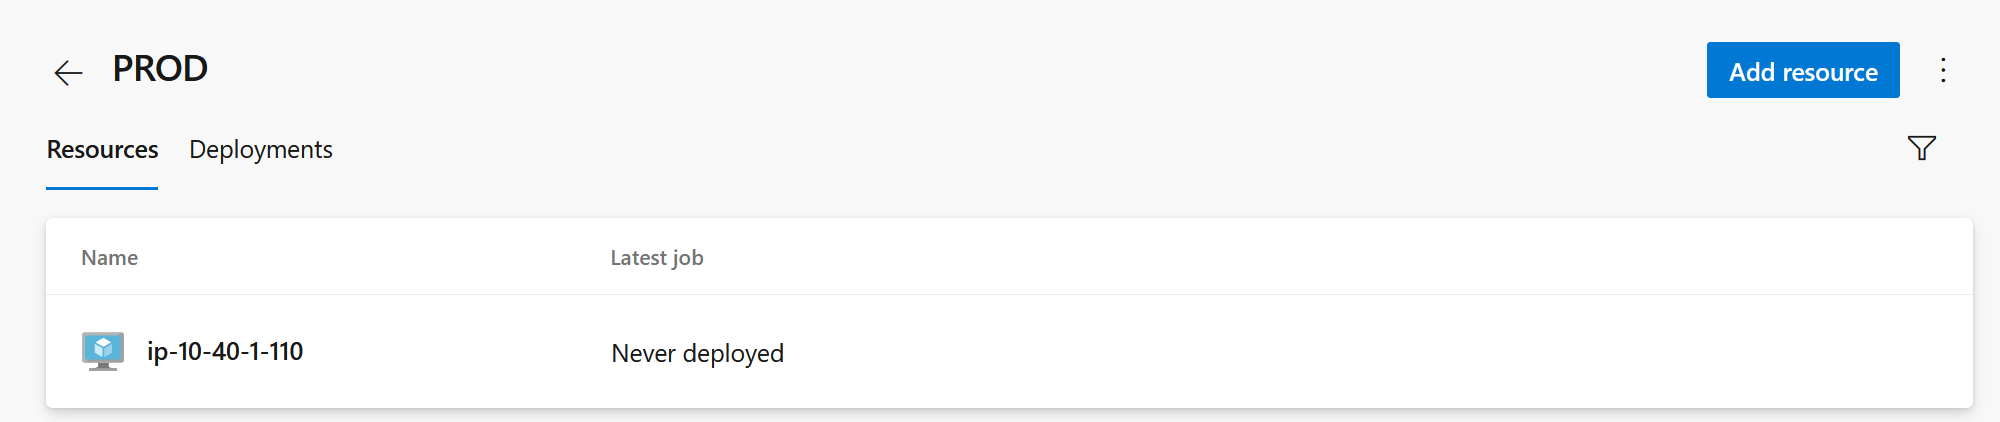 PROD
Add resource
Resources
Deployments
Name
Latest job
ip-10-40-1-110
Never deployed